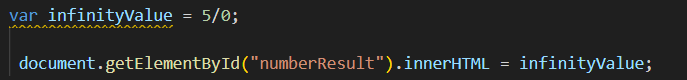 var infinityValue = 5/0;
document.getElementById("numberResult").innerHTML = infinityValue;